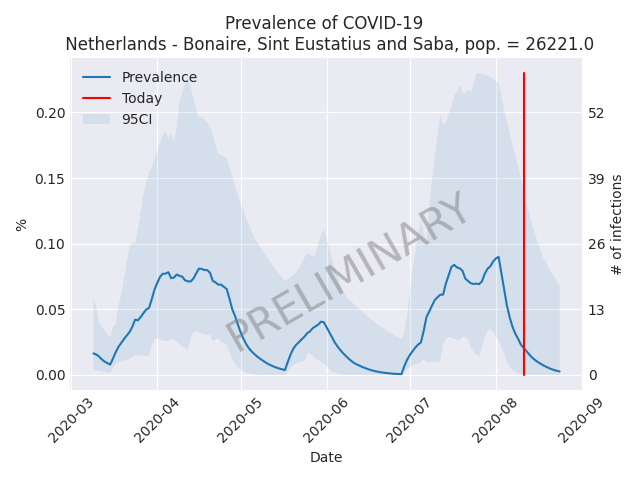 Prevalence of COVID-19
Netherlands - Bonaire, Sint Eustatius and Saba, pop. = 26221.0
Prevalence
Today
95CI
0.20
0.15
0.10
0.05
0.00
%
52
39
26
13
0
# of infections
PRELIMINARY
2020-03
2020-04
2020-05
2020-06
2020-07
2020-08
2020-09
Date